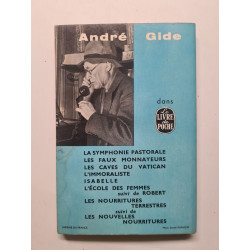 André Gide
dans
LE LIVRE
de
POCHE
LA SYMPHONIE PASTORALE
LES FAUX MONNAYEURS
LES CAVES DU VATICAN
L'IMMORALISTE
ISABELLE
L'ÉCOLE DES FEMMES
suivi de ROBERT
LES NOURRITURES
TERRESTRES
suivi de
LES NOUVELLES
NOURRITURES